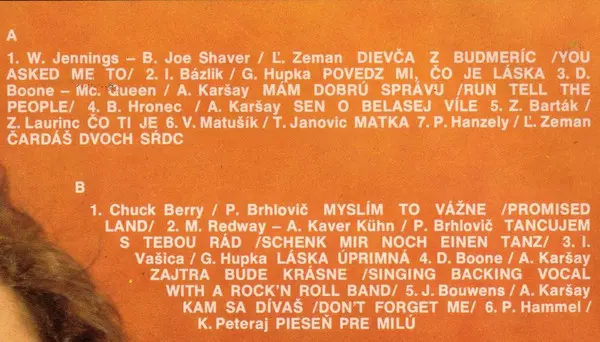 A
1. W. Jennings – B. Joe Shaver / Ľ. Zeman DIEVČA Z BUDMERÍC /YOU
ASKED ME TO/ 2. I. Bázlik / G. Hupka POVEDZ MI, ČO JE LÁSKA 3. D.
Boone – Mc. Queen / A. Karšay MÁM DOBRÚ SPRÁVU /RUN TELL THE
PEOPLE/ 4. B. Hronec / A. Karšay SEN O BELASEJ VÍLE 5. Z. Barták /
Z. Laurinc ČO TI JE 6. V. Matušík / T. Janovic MATKA 7. P. Hanzely / Ľ. Zeman
ČARDÁŠ DVOCH SŔDC
B
1. Chuck Berry / P. Brhlovič MYSLÍM TO VÁŽNE /PROMISED
LAND/ 2. M. Redway – A. Kaver Kühn / P. Brhlovič TANCUJEM
S TEBOU RÁD /SCHENK MIR NOCH EINEN TANZ/ 3. I.
Vašica / G. Hupka LÁSKA ÚPRIMNÁ 4. D. Boone / A. Karšay
ZAJTRA BUDE KRÁSNE /SINGING BACKING VOCAL
WITH A ROCK'N ROLL BAND/ 5. J. Bouwens / A. Karšay
KAM SA DÍVAŠ /DON'T FORGET ME/ 6. P. Hammel /
K. Peteraj PIESEŇ PRE MILÚ